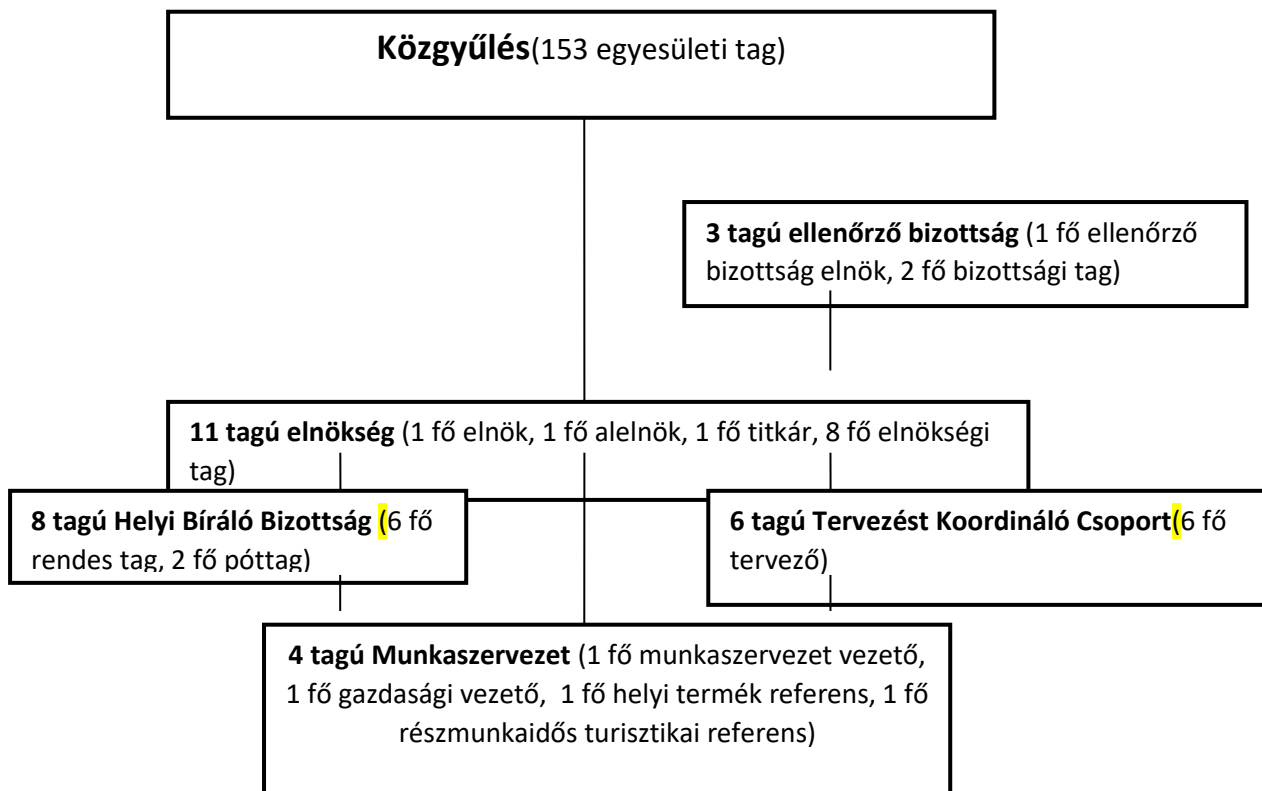 Közgyűlés(153 egyesületi tag)
3 tagú ellenőrző bizottság (1 fő ellenőrző
bizottság elnök, 2 fő bizottsági tag)
11 tagú elnökség (1 fő elnök, 1 fő alelnök, 1 fő titkár, 8 fő elnökségi
tag)
8 tagú Helyi Bíráló Bizottság (6 fő
rendes tag, 2 fő póttag)
6 tagú Tervezést Koordináló Csoport(6 fő
tervező)
4 tagú Munkaszervezet (1 fő munkaszervezet vezető,
1 fő gazdasági vezető, 1 fő helyi termék referens, 1 fő
részmunkaidős turisztikai referens)